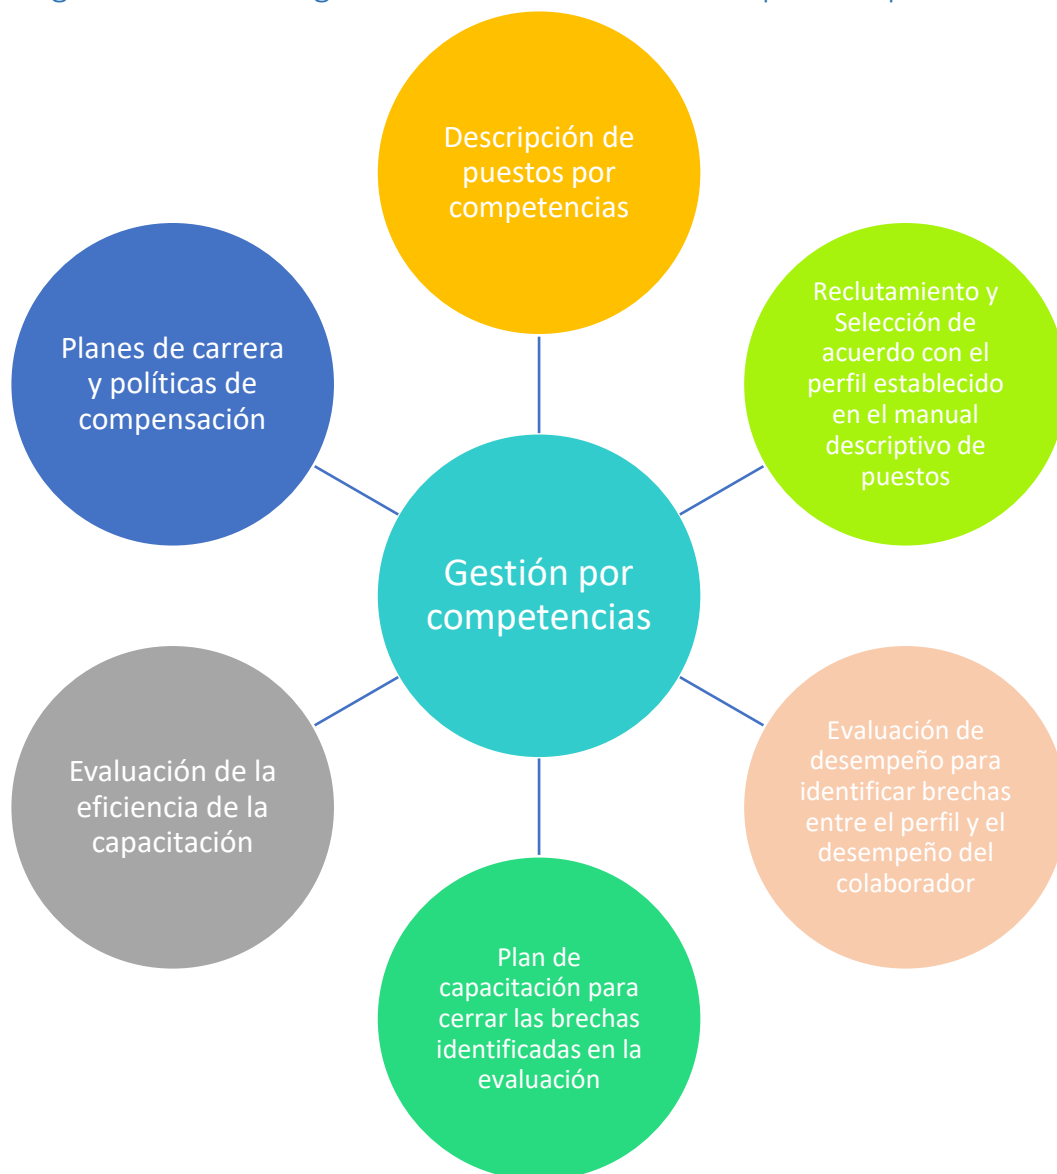 Descripción de
puestos por
competencias
Reclutamiento y
Selección de
acuerdo con el
perfil establecido
en el manual
descriptivo de
puestos
Planes de carrera
y políticas de
compensación
Gestión por
competencias
Evaluación de
desempeño para
identificar brechas
entre el perfil y el
desempeño del
colaborador
Evaluación de la
eficiencia de la
capacitación
Plan de
capacitación para
cerrar las brechas
identificadas en la
evaluación